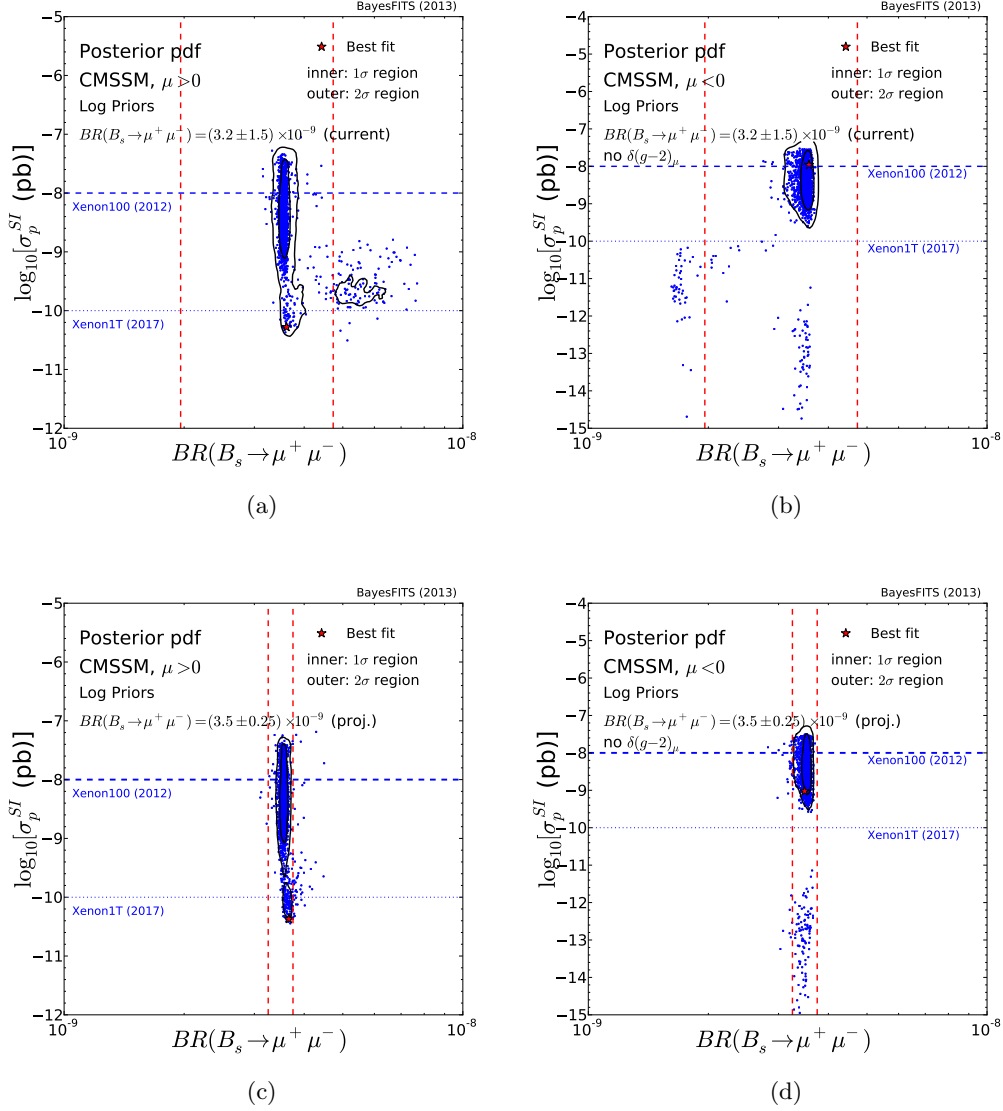 BayesFITS (2013)
Posterior pdf
CMSSM, μ>0
Log Priors
BR(B_s→μ⁺μ⁻)=(3.2±1.5)×10⁻⁹ (current)
Best fit
inner: 1σ region
outer: 2σ region
Xenon100 (2012)
Xenon1T (2017)
−5
−6
−7
−8
−9
−10
−11
−12
log₁₀[σ_p^SI (pb)]
10⁻⁹
10⁻⁸
BR(B_s→μ⁺μ⁻)
(a)
BayesFITS (2013)
Posterior pdf
CMSSM, μ<0
Log Priors
BR(B_s→μ⁺μ⁻)=(3.2±1.5)×10⁻⁹ (current)
no δ(g−2)_μ
Best fit
inner: 1σ region
outer: 2σ region
Xenon100 (2012)
Xenon1T (2017)
−4
−5
−6
−7
−8
−9
−10
−11
−12
−13
−14
−15
log₁₀[σ_p^SI (pb)]
10⁻⁹
10⁻⁸
BR(B_s→μ⁺μ⁻)
(b)
BayesFITS (2013)
Posterior pdf
CMSSM, μ>0
Log Priors
BR(B_s→μ⁺μ⁻)=(3.5±0.25)×10⁻⁹ (proj.)
Best fit
inner: 1σ region
outer: 2σ region
Xenon100 (2012)
Xenon1T (2017)
−5
−6
−7
−8
−9
−10
−11
−12
log₁₀[σ_p^SI (pb)]
10⁻⁹
10⁻⁸
BR(B_s→μ⁺μ⁻)
(c)
BayesFITS (2013)
Posterior pdf
CMSSM, μ<0
Log Priors
BR(B_s→μ⁺μ⁻)=(3.5±0.25)×10⁻⁹ (proj.)
no δ(g−2)_μ
Best fit
inner: 1σ region
outer: 2σ region
Xenon100 (2012)
Xenon1T (2017)
−4
−5
−6
−7
−8
−9
−10
−11
−12
−13
−14
−15
log₁₀[σ_p^SI (pb)]
10⁻⁹
10⁻⁸
BR(B_s→μ⁺μ⁻)
(d)